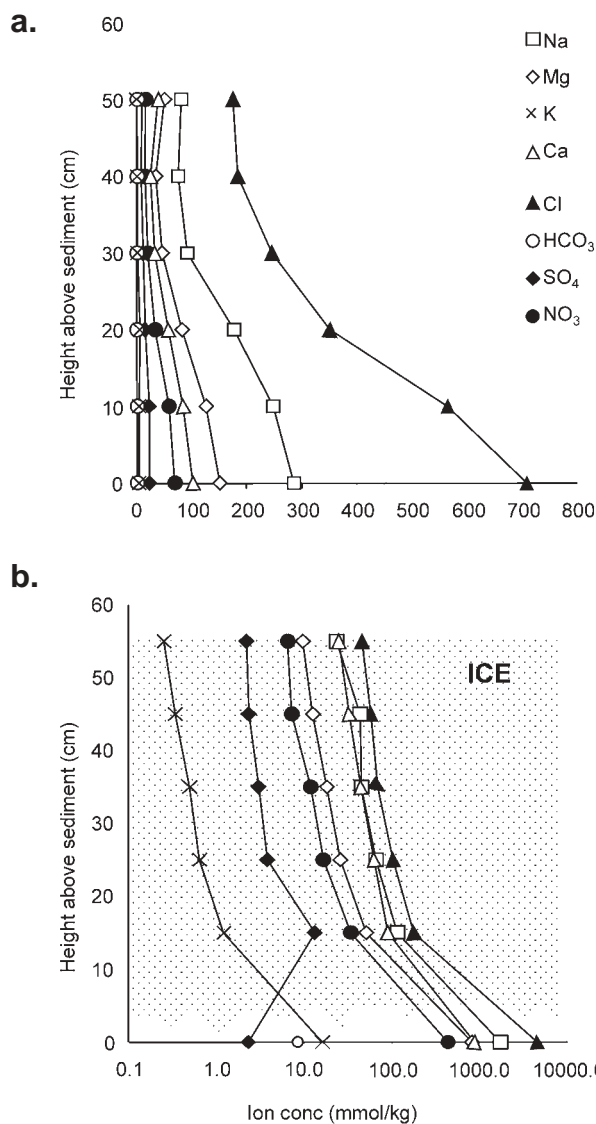 a.
60
50
40
30
20
10
0
Height above sediment (cm)
0 100 200 300 400 500 600 700 800
Na
Mg
K
Ca
Cl
HCO3
SO4
NO3
b.
60
50
40
30
20
10
0
Height above sediment (cm)
ICE
0.1 1.0 10.0 100.0 1000.0 10000.0
Ion conc (mmol/kg)